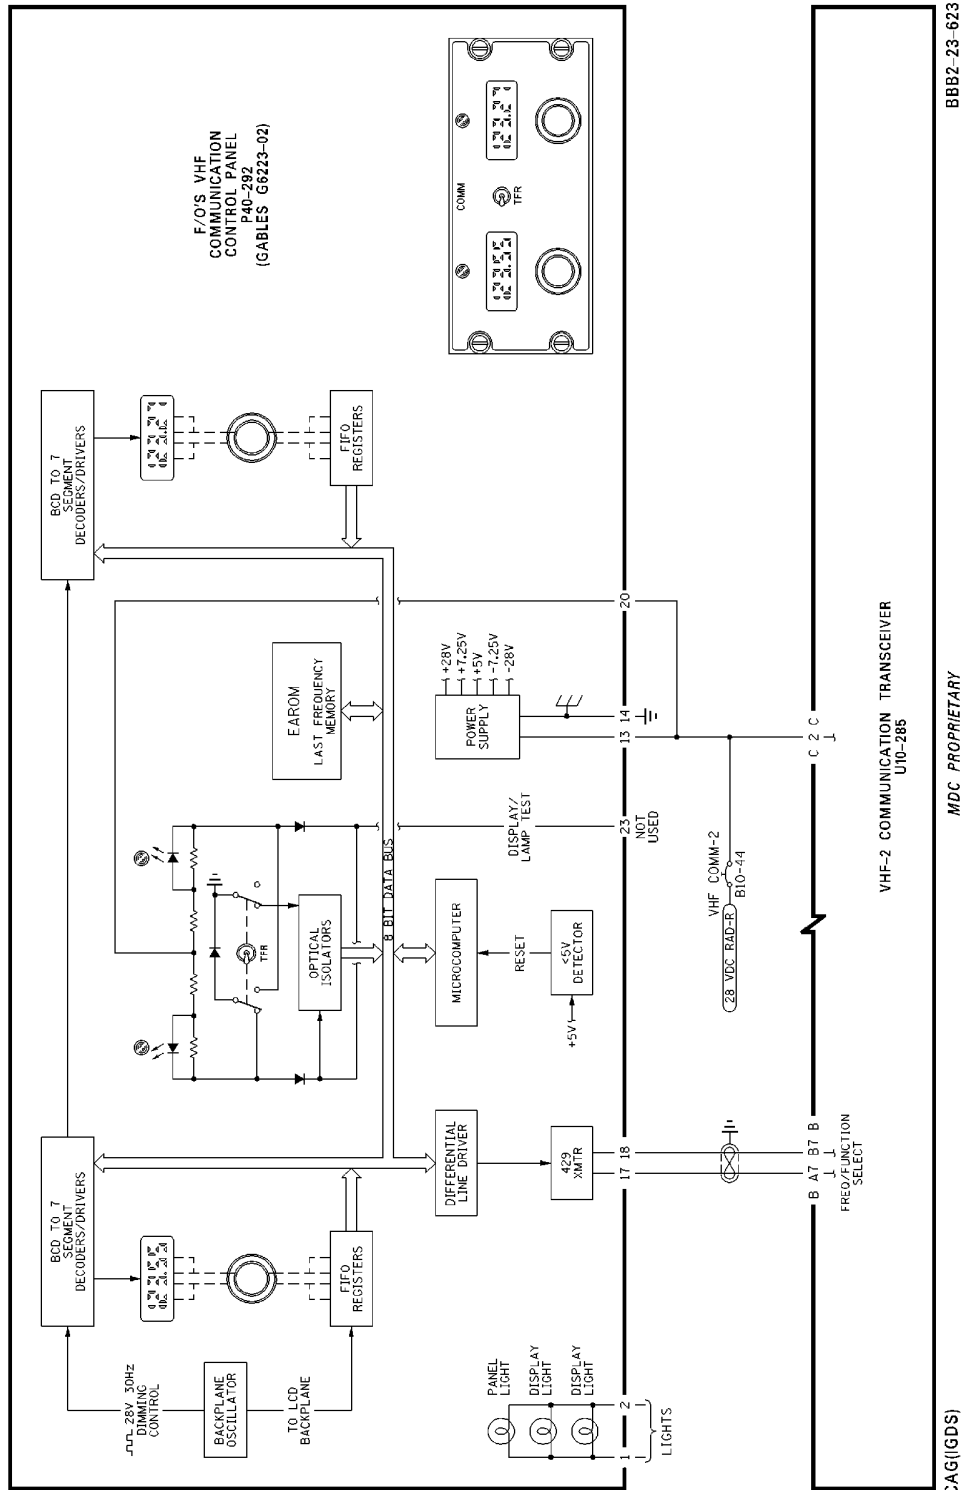 BBB2-23-623
F/O'S VHF
COMMUNICATION
CONTROL PANEL
P40-292
(GABLES G6223-02)
COMM
TFR
BCD TO 7
SEGMENT
DECODERS/DRIVERS
FIFO
REGISTERS
EAROM
LAST FREQUENCY
MEMORY
POWER
SUPPLY
+28V
+7.25V
+5V
-7.25V
-28V
20
14
13
TFR
OPTICAL
ISOLATORS
8 BIT DATA BUS
DISPLAY/
LAMP TEST
23
NOT
USED
MICROCOMPUTER
RESET
<5V
DETECTOR
+5V
VHF COMM-2
B10-44
28 VDC RAD-R
C 2 C
VHF-2 COMMUNICATION TRANSCEIVER
U10-285
BCD TO 7
SEGMENT
DECODERS/DRIVERS
FIFO
REGISTERS
DIFFERENTIAL
LINE DRIVER
429
XMTR
17 18
B A7 B7 B
FREQ/FUNCTION
SELECT
28V 30Hz
DIMMING
CONTROL
BACKPLANE
OSCILLATOR
TO LCD
BACKPLANE
PANEL
LIGHT
DISPLAY
LIGHT
DISPLAY
LIGHT
1 2
LIGHTS
CAG(IGDS)
MDC PROPRIETARY